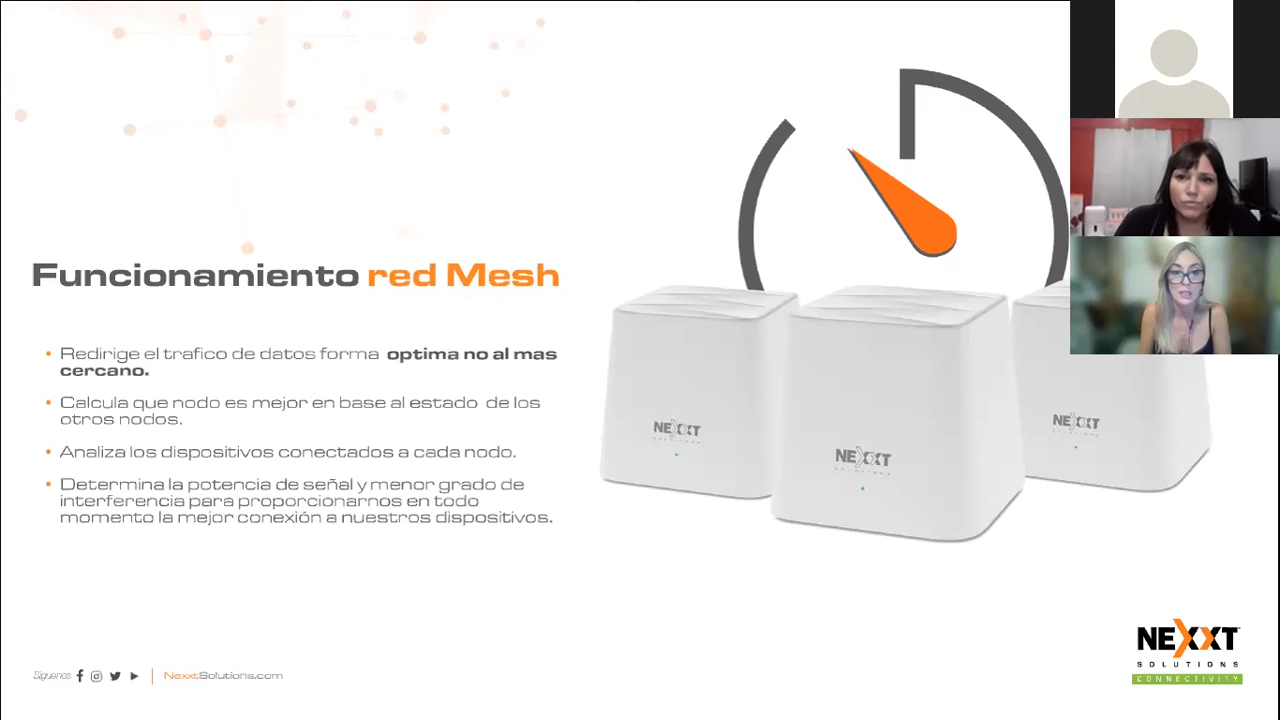 Funcionamiento red Mesh
• Redirige el trafico de datos forma optima no al mas
cercano.
• Calcula que nodo es mejor en base al estado de los
otros nodos.
• Analiza los dispositivos conectados a cada nodo.
• Determina la potencia de señal y menor grado de
interferencia para proporcionarnos en todo
momento la mejor conexión a nuestros dispositivos.
NEXXT
SOLUTIONS
NEXXT
SOLUTIONS
NEXXT
SOLUTIONS
Síguenos
NexxtSolutions.com
NEXXT
SOLUTIONS
CONNECTIVITY